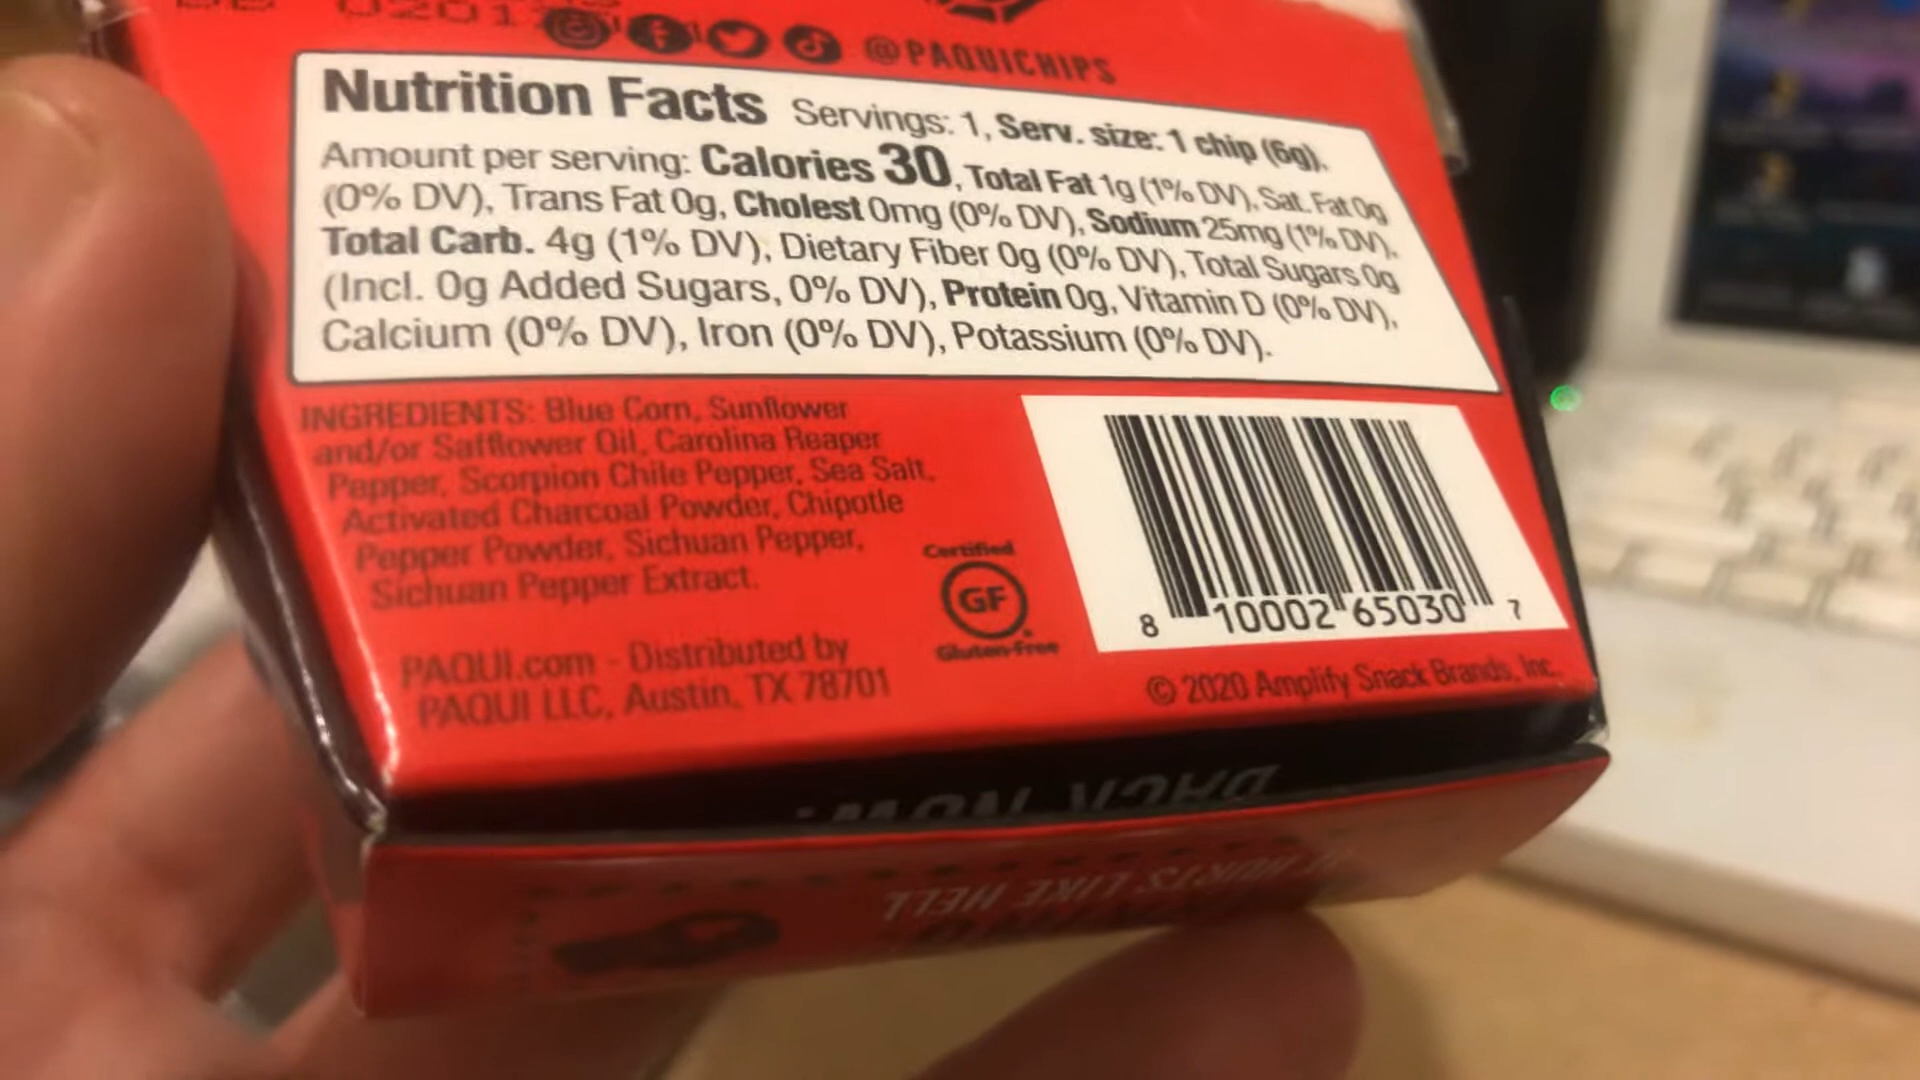 0201
@PAQUICHIPS
Nutrition Facts Servings: 1, Serv. size: 1 chip (6g).
Amount per serving: Calories 30, Total Fat 1g (1% DV), Sat. Fat 0g
(0% DV), Trans Fat 0g, Cholest 0mg (0% DV), Sodium 25mg (1% DV),
Total Carb. 4g (1% DV), Dietary Fiber 0g (0% DV), Total Sugars 0g
(Incl. 0g Added Sugars, 0% DV), Protein 0g, Vitamin D (0% DV),
Calcium (0% DV), Iron (0% DV), Potassium (0% DV).
INGREDIENTS: Blue Corn, Sunflower
and/or Safflower Oil, Carolina Reaper
Pepper, Scorpion Chile Pepper, Sea Salt,
Activated Charcoal Powder, Chipotle
Pepper Powder, Sichuan Pepper,
Sichuan Pepper Extract.
Certified
GF
Gluten-Free
8 10002 65030 7
PAQUI.com - Distributed by
PAQUI LLC, Austin, TX 78701
© 2020 Amplify Snack Brands, Inc.
BACK NOW!
HURTS LIKE HELL